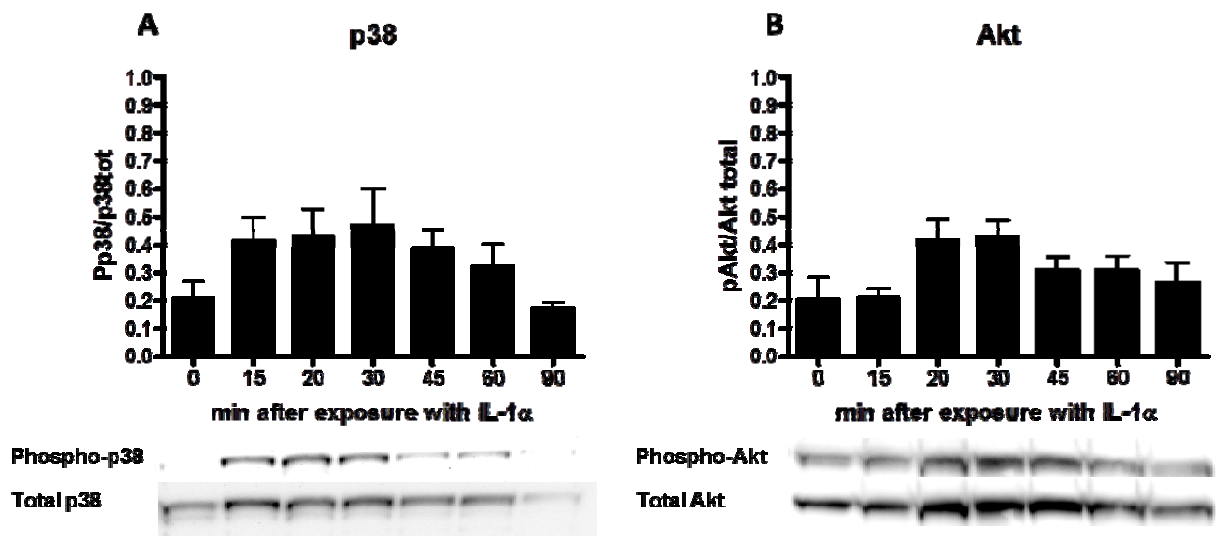 A
p38
1.0
0.9
0.8
0.7
0.6
0.5
0.4
0.3
0.2
0.1
0.0
Pp38/p38tot
0 15 20 30 45 60 90
min after exposure with IL-1α
Phospho-p38
Total p38
B
Akt
1.0
0.9
0.8
0.7
0.6
0.5
0.4
0.3
0.2
0.1
0.0
pAkt/Akt total
0 15 20 30 45 60 90
min after exposure with IL-1α
Phospho-Akt
Total Akt